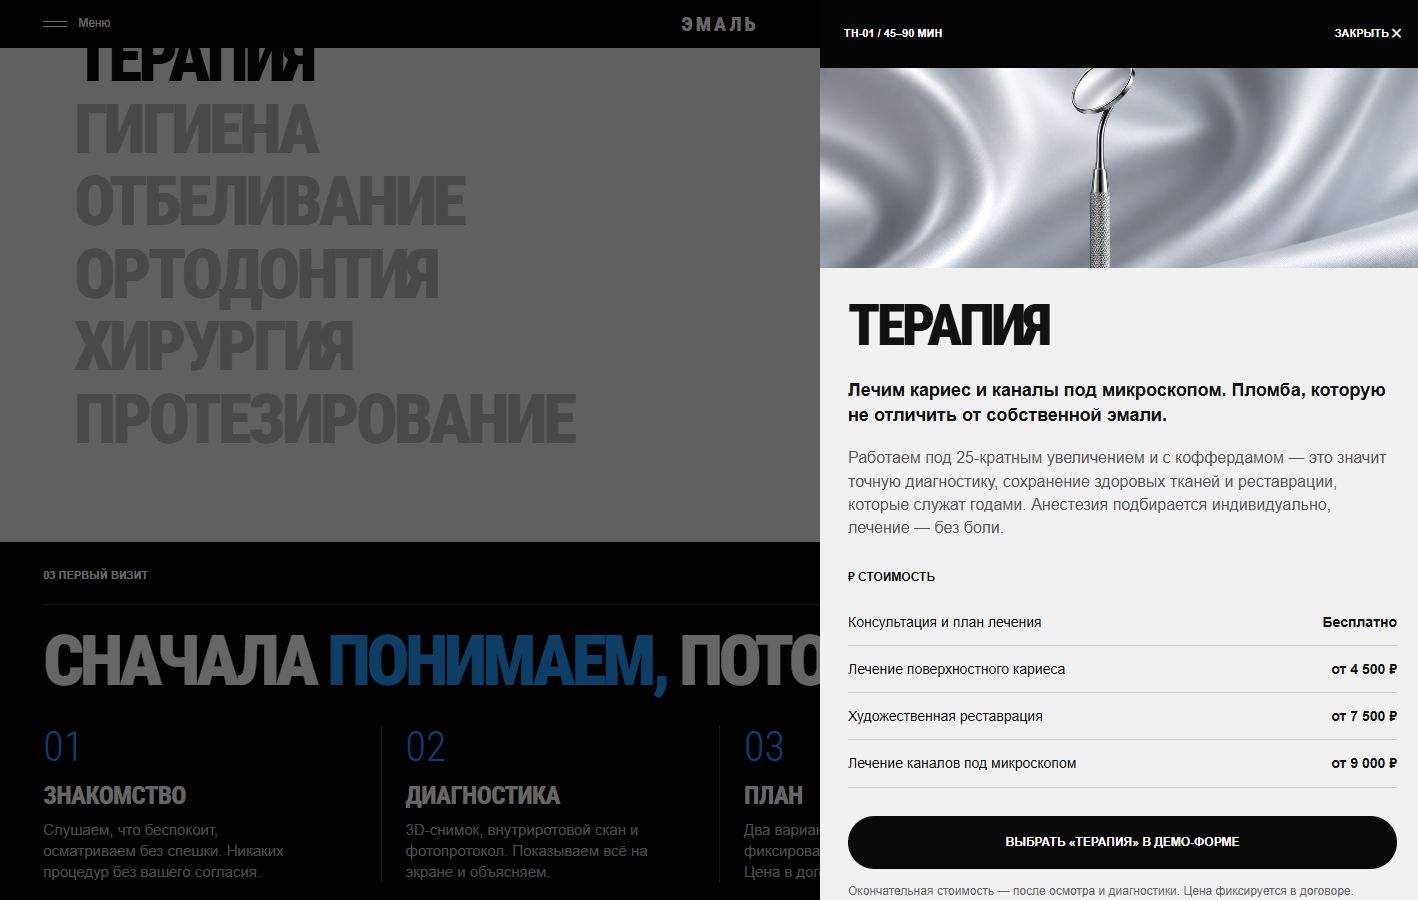 Меню
ЭМАЛЬ
ТЕРАПИЯ
ГИГИЕНА
ОТБЕЛИВАНИЕ
ОРТОДОНТИЯ
ХИРУРГИЯ
ПРОТЕЗИРОВАНИЕ
03 ПЕРВЫЙ ВИЗИТ
СНАЧАЛА ПОНИМАЕМ, ПОТО
01
ЗНАКОМСТВО
Слушаем, что беспокоит,
осматриваем без спешки. Никаких
процедур без вашего согласия.
02
ДИАГНОСТИКА
3D-снимок, внутриротовой скан и
фотопротокол. Показываем всё на
экране и объясняем.
03
ПЛАН
Два вариан
фиксирова
Цена в дог
ТН-01 / 45–90 МИН
ЗАКРЫТЬ ✕
ТЕРАПИЯ
Лечим кариес и каналы под микроскопом. Пломба, которую
не отличить от собственной эмали.
Работаем под 25-кратным увеличением и с коффердамом — это значит
точную диагностику, сохранение здоровых тканей и реставрации,
которые служат годами. Анестезия подбирается индивидуально,
лечение — без боли.
₽ СТОИМОСТЬ
Консультация и план лечения Бесплатно
Лечение поверхностного кариеса от 4 500 ₽
Художественная реставрация от 7 500 ₽
Лечение каналов под микроскопом от 9 000 ₽
ВЫБРАТЬ «ТЕРАПИЯ» В ДЕМО-ФОРМЕ
Окончательная стоимость — после осмотра и диагностики. Цена фиксируется в договоре.